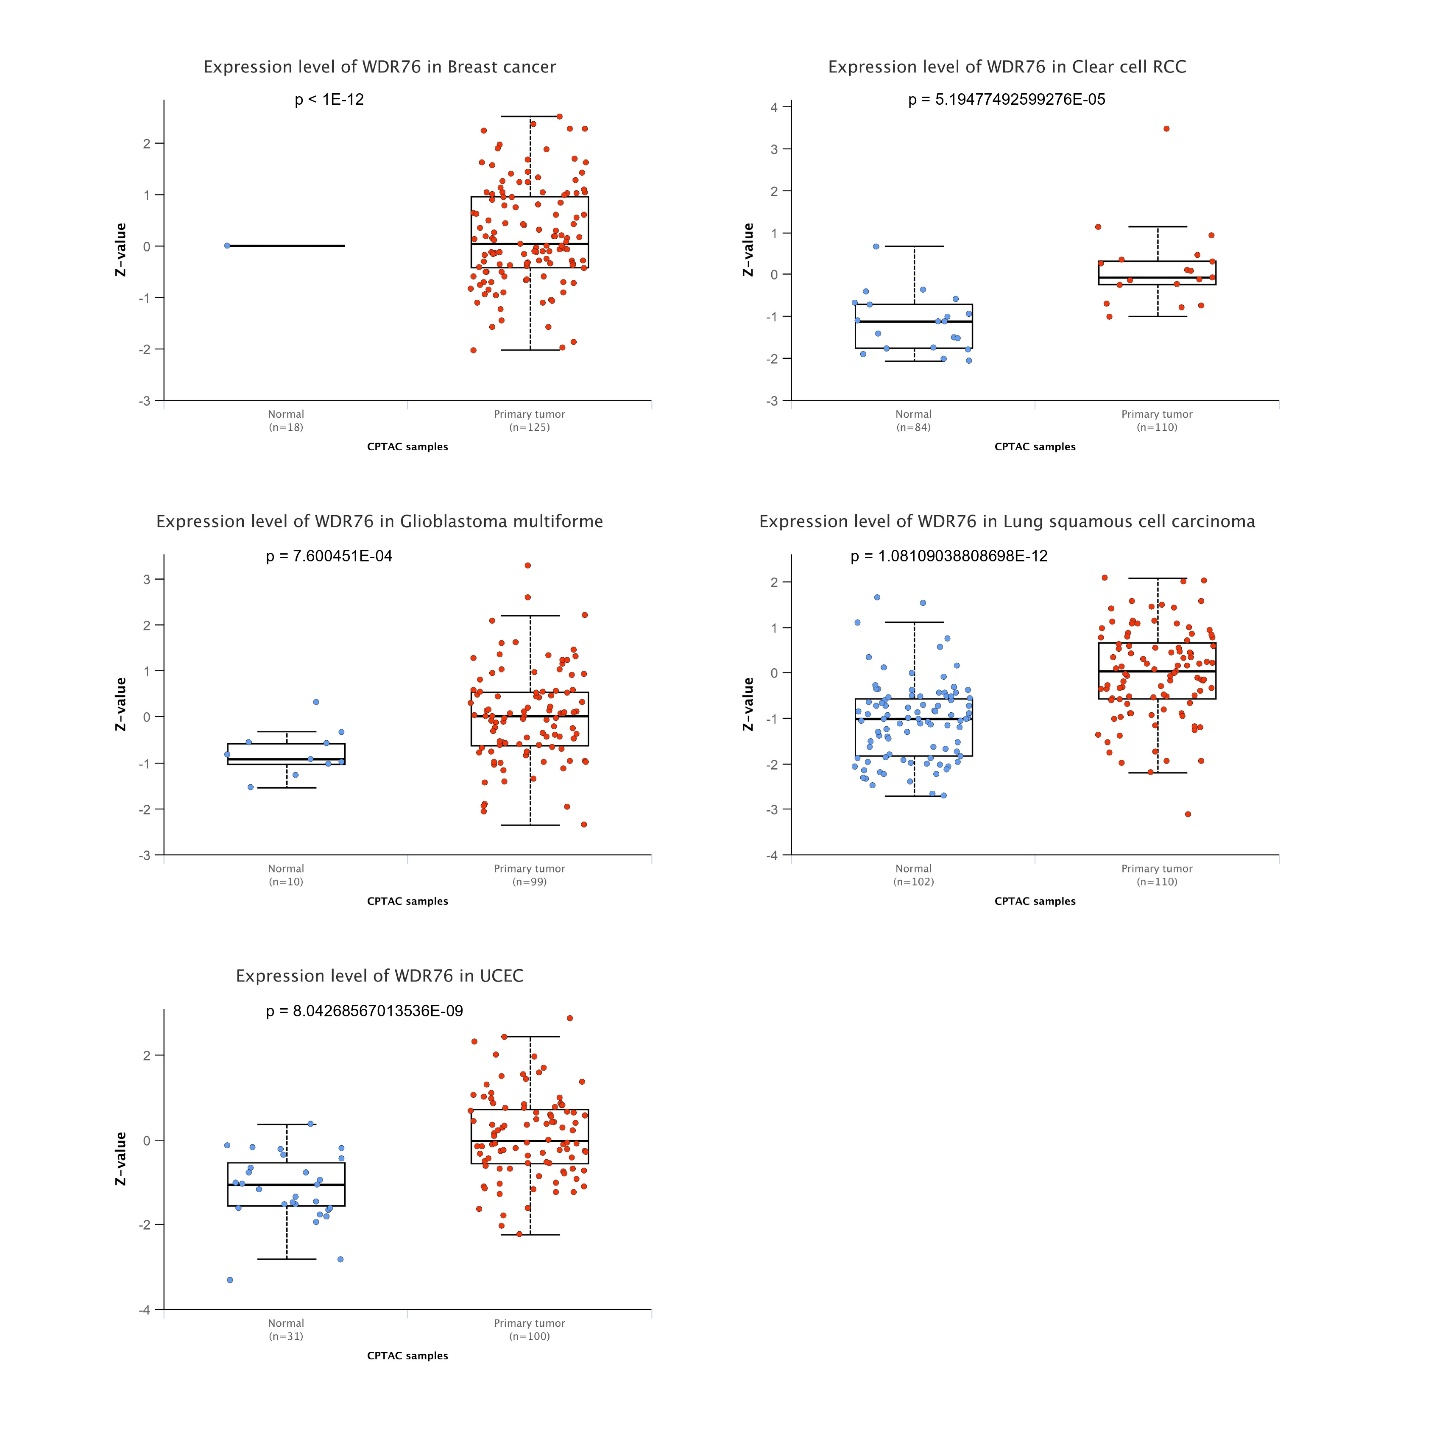 Expression level of WDR76 in Breast cancer
p < 1E-12
Z-value
2
1
0
-1
-2
-3
Normal
(n=18)
Primary tumor
(n=125)
CPTAC samples
Expression level of WDR76 in Clear cell RCC
p = 5.19477492599276E-05
Z-value
4
3
2
1
0
-1
-2
-3
Normal
(n=84)
Primary tumor
(n=110)
CPTAC samples
Expression level of WDR76 in Glioblastoma multiforme
p = 7.600451E-04
Z-value
3
2
1
0
-1
-2
-3
Normal
(n=10)
Primary tumor
(n=99)
CPTAC samples
Expression level of WDR76 in Lung squamous cell carcinoma
p = 1.08109038808698E-12
Z-value
2
1
0
-1
-2
-3
-4
Normal
(n=102)
Primary tumor
(n=110)
CPTAC samples
Expression level of WDR76 in UCEC
p = 8.04268567013536E-09
Z-value
2
0
-2
-4
Normal
(n=31)
Primary tumor
(n=100)
CPTAC samples